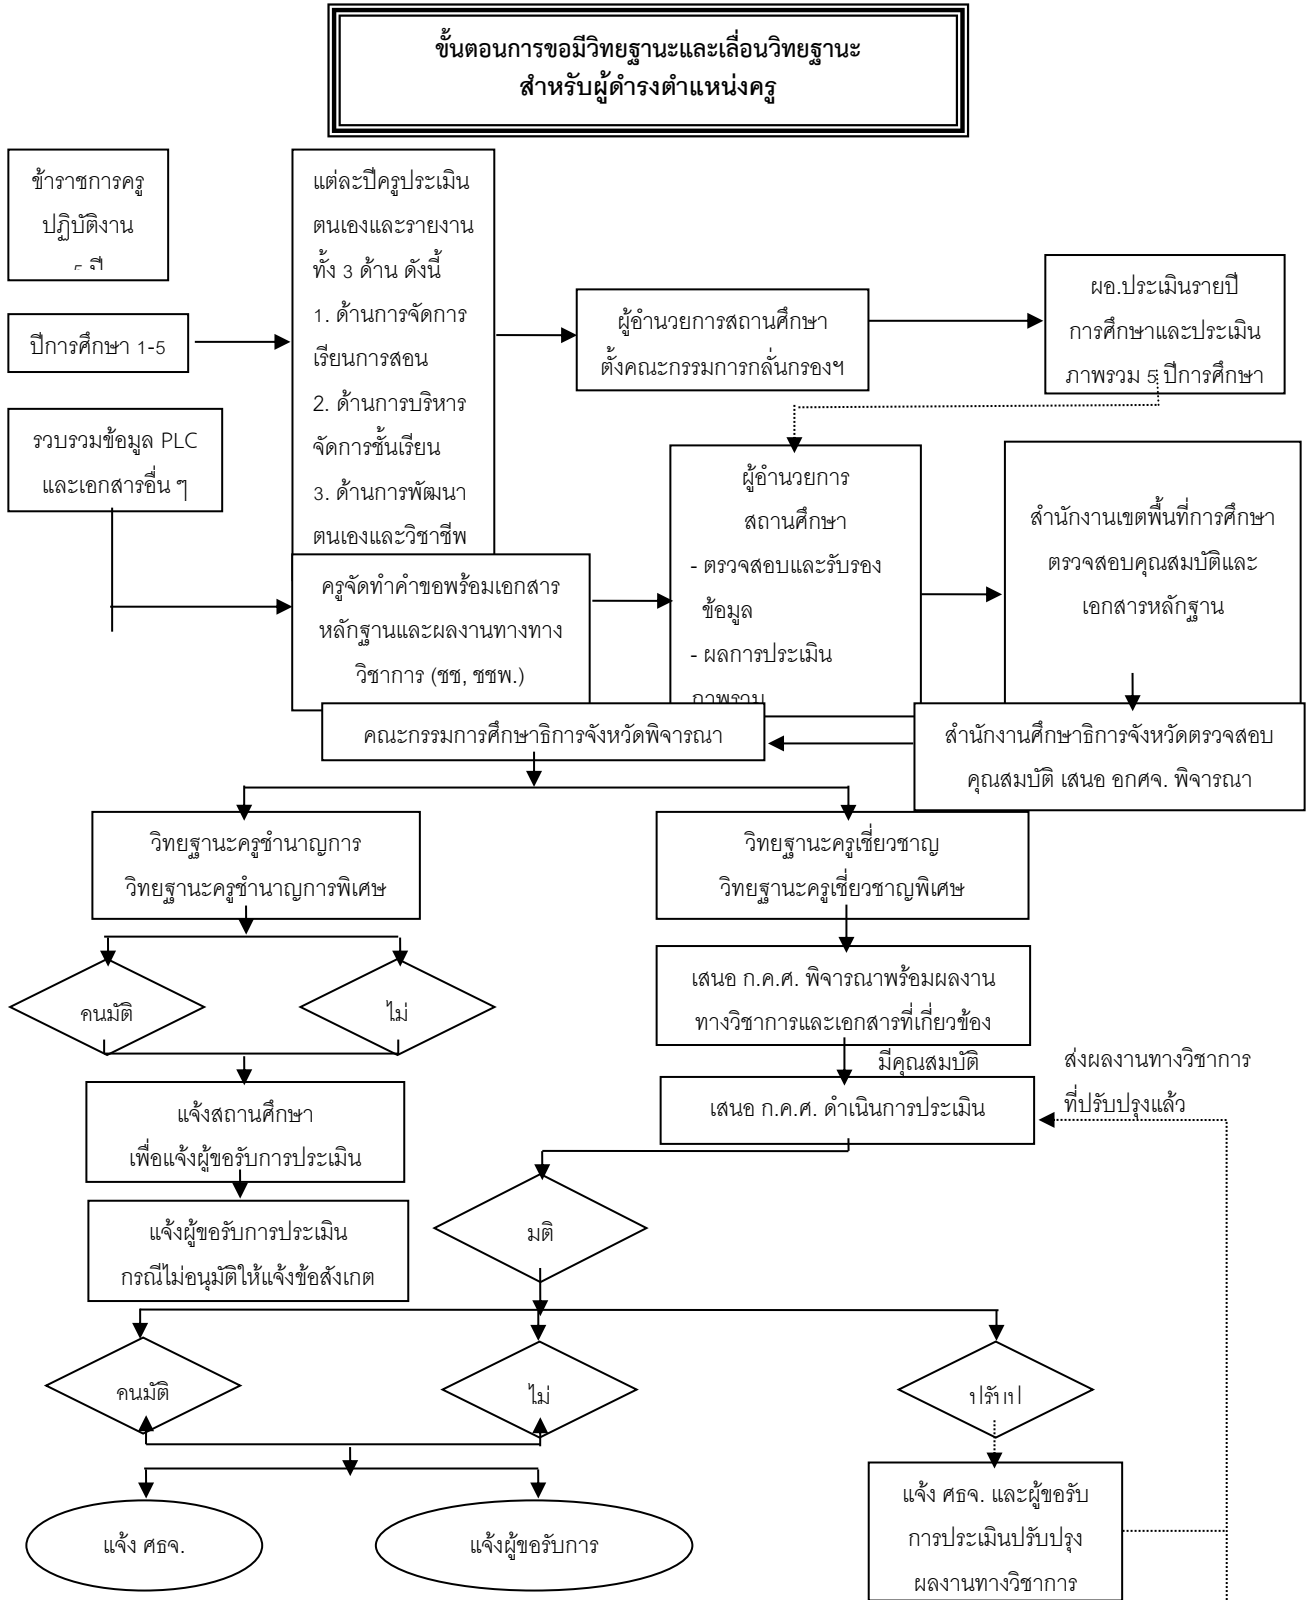 ขั้นตอนการขอมีวิทยฐานะและเลื่อนวิทยฐานะ
สำหรับผู้ดำรงตำแหน่งครู
ข้าราชการครู
ปฏิบัติงาน
5 ปี
ปีการศึกษา 1-5
รวบรวมข้อมูล PLC
และเอกสารอื่น ๆ
แต่ละปีครูประเมิน
ตนเองและรายงาน
ทั้ง 3 ด้าน ดังนี้
1. ด้านการจัดการ
เรียนการสอน
2. ด้านการบริหาร
จัดการชั้นเรียน
3. ด้านการพัฒนา
ตนเองและวิชาชีพ
ผู้อำนวยการสถานศึกษา
ตั้งคณะกรรมการกลั่นกรองฯ
ผอ.ประเมินรายปี
การศึกษาและประเมิน
ภาพรวม 5 ปีการศึกษา
ครูจัดทำคำขอพร้อมเอกสาร
หลักฐานและผลงานทางทาง
วิชาการ (ชช, ชชพ.)
ผู้อำนวยการ
สถานศึกษา
- ตรวจสอบและรับรอง
ข้อมูล
- ผลการประเมิน
ภาพรวม
สำนักงานเขตพื้นที่การศึกษา
ตรวจสอบคุณสมบัติและ
เอกสารหลักฐาน
คณะกรรมการศึกษาธิการจังหวัดพิจารณา
สำนักงานศึกษาธิการจังหวัดตรวจสอบ
คุณสมบัติ เสนอ อกศจ. พิจารณา
วิทยฐานะครูชำนาญการ
วิทยฐานะครูชำนาญการพิเศษ
วิทยฐานะครูเชี่ยวชาญ
วิทยฐานะครูเชี่ยวชาญพิเศษ
คนมัติ
ไม่
เสนอ ก.ค.ศ. พิจารณาพร้อมผลงาน
ทางวิชาการและเอกสารที่เกี่ยวข้อง
มีคุณสมบัติ
ส่งผลงานทางวิชาการ
ที่ปรับปรุงแล้ว
แจ้งสถานศึกษา
เพื่อแจ้งผู้ขอรับการประเมิน
เสนอ ก.ค.ศ. ดำเนินการประเมิน
แจ้งผู้ขอรับการประเมิน
กรณีไม่อนุมัติให้แจ้งข้อสังเกต
มติ
คนมัติ
ไม่
ปรับป
แจ้ง ศธจ.
แจ้งผู้ขอรับการ
แจ้ง ศธจ. และผู้ขอรับ
การประเมินปรับปรุง
ผลงานทางวิชาการ